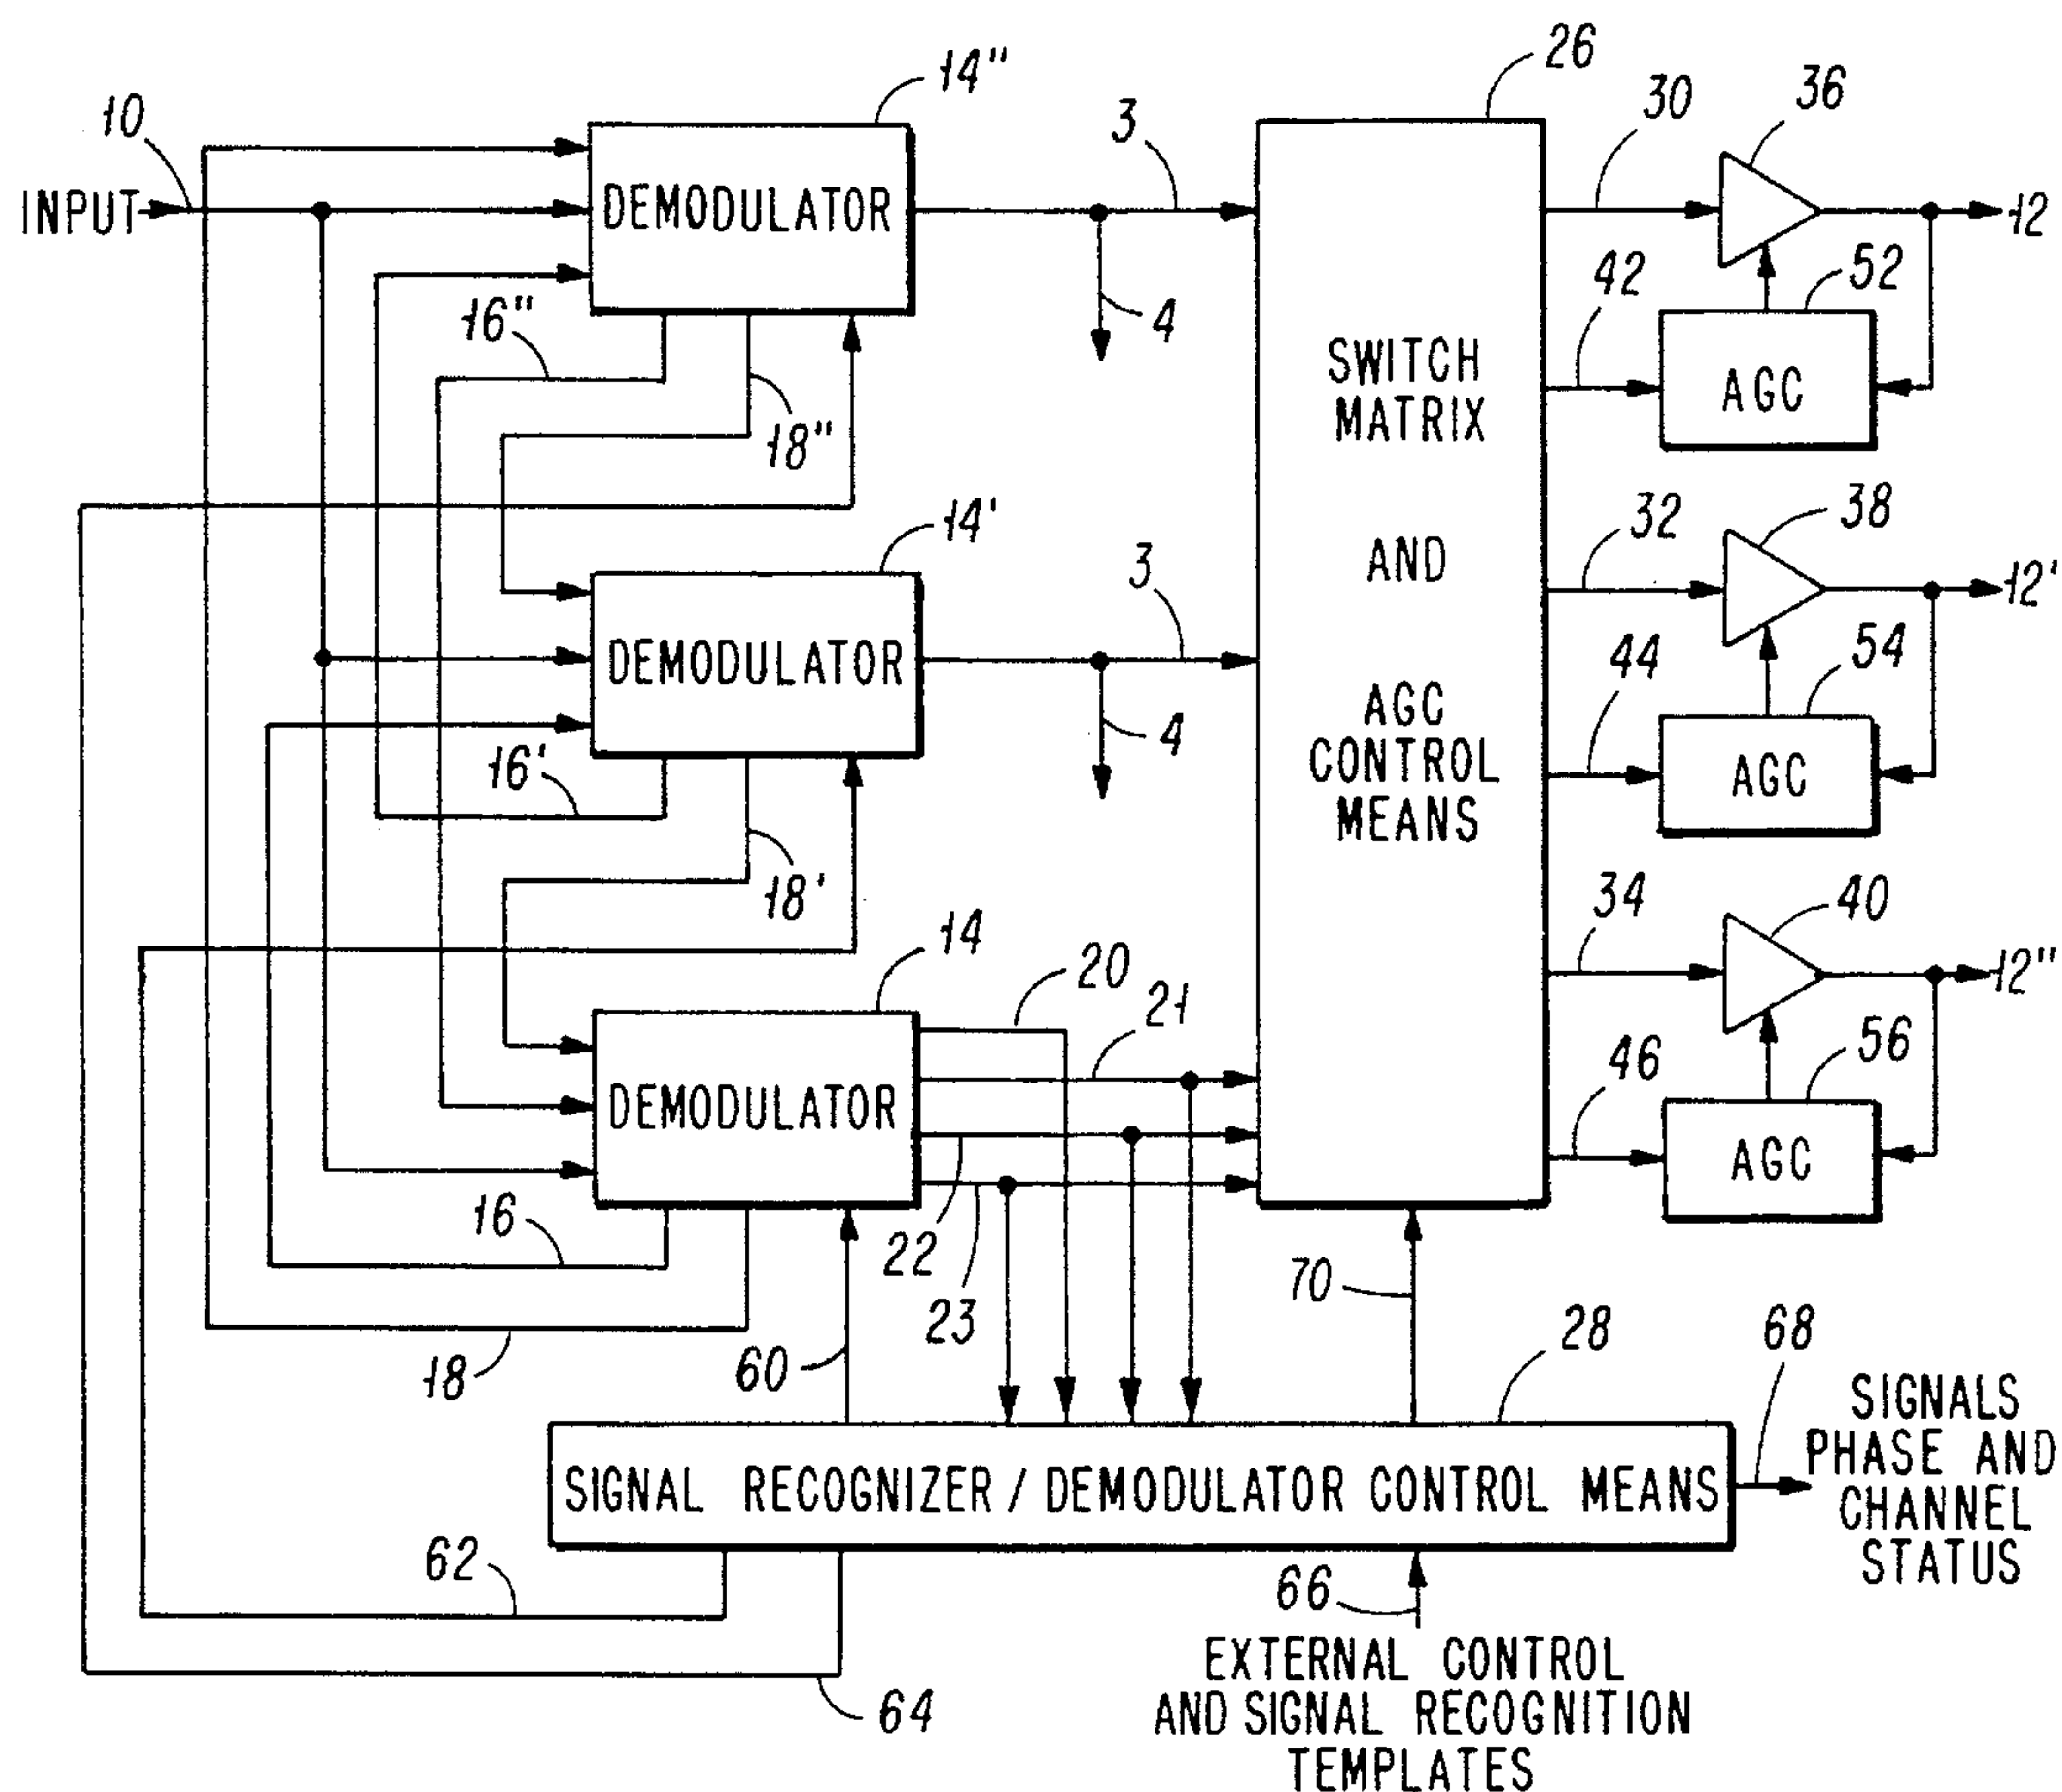 14"
26
36
30
10
3
INPUT
DEMODULATOR
12
42
52
16"
4
SWITCH
MATRIX
AGC
18"
14'
32
38
3
AND
12'
DEMODULATOR
44
54
16'
4
AGC
CONTROL
MEANS
AGC
18'
34
40
14
20
21
12"
46
56
DEMODULATOR
AGC
16
22
23
70
28
68
18
60
SIGNALS
PHASE AND
CHANNEL
STATUS
SIGNAL RECOGNIZER / DEMODULATOR CONTROL MEANS
62
66
64
EXTERNAL CONTROL
AND SIGNAL RECOGNITION
TEMPLATES